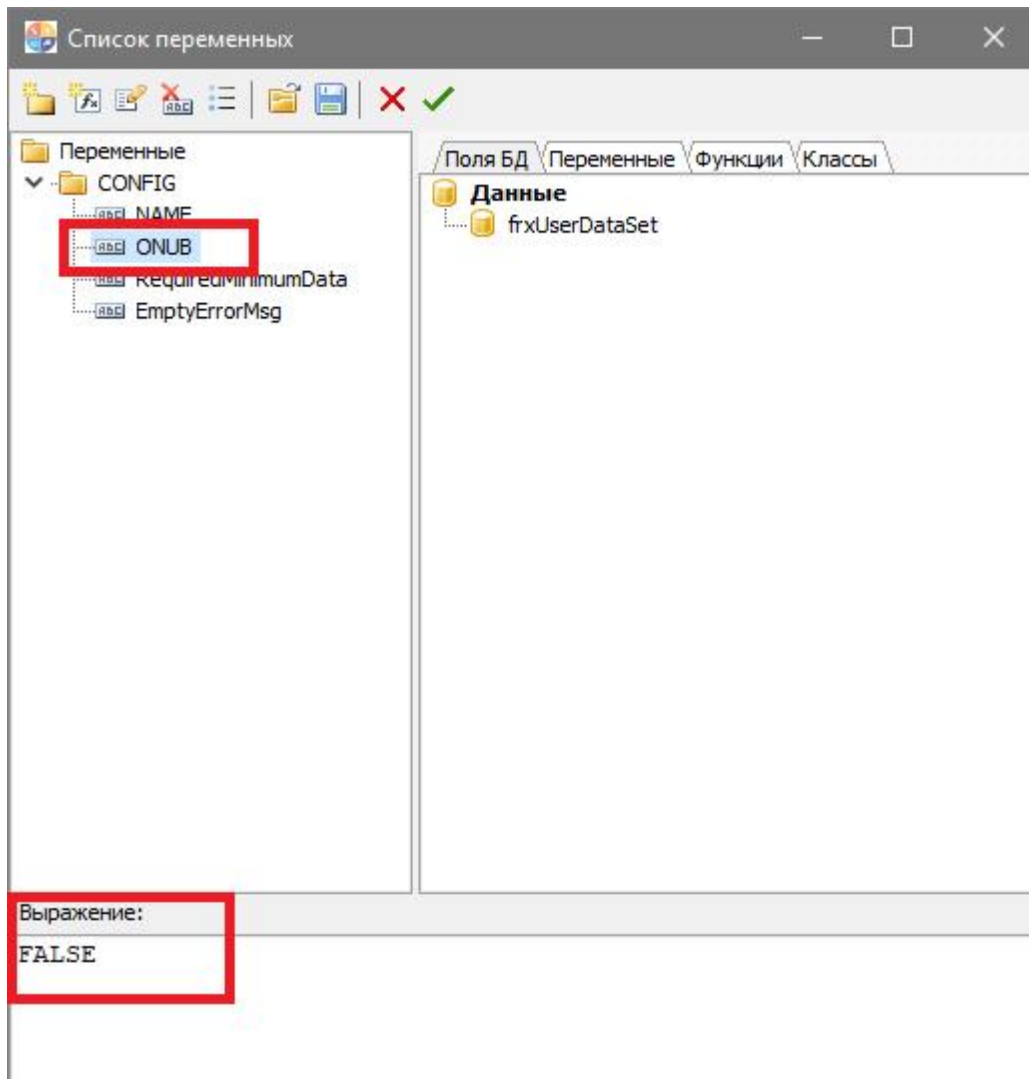 Список переменных
Переменные
CONFIG
NAME
ONUB
RequiredMinimumData
EmptyErrorMsg
Поля БД Переменные Функции Классы
Данные
frxUserDataSet
Выражение:
FALSE